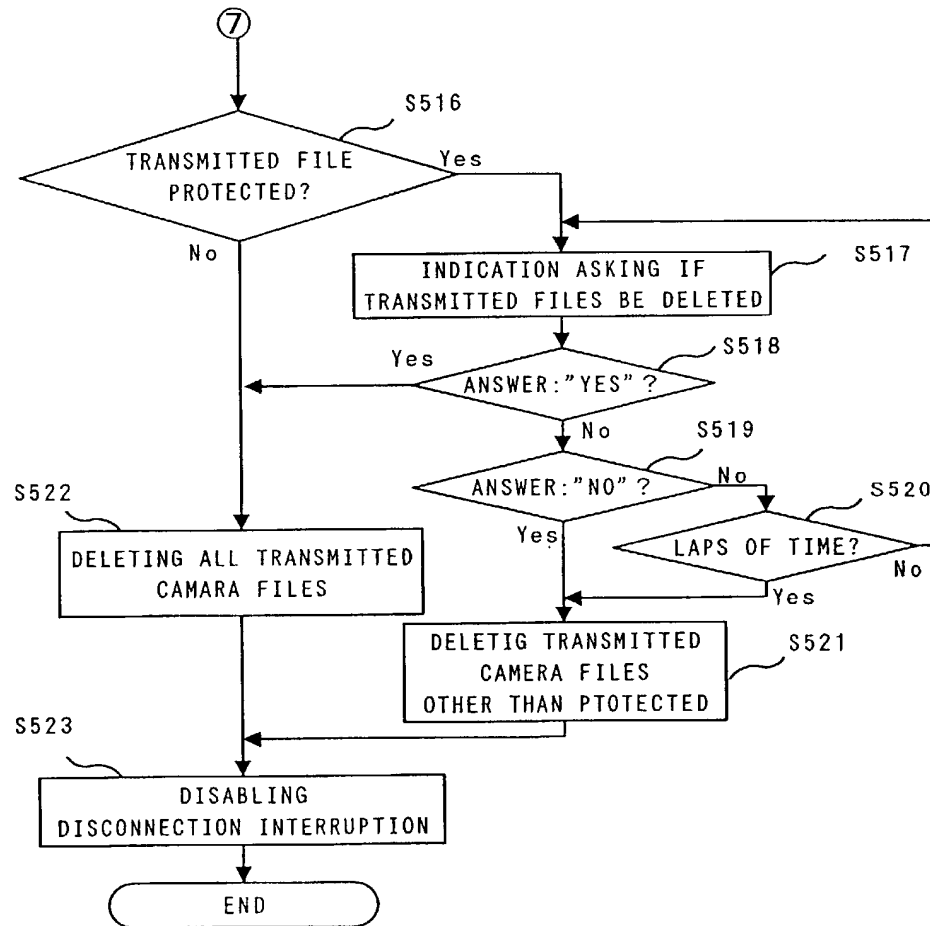 7
S516
TRANSMITTED FILE
PROTECTED?
Yes
No
S517
INDICATION ASKING IF
TRANSMITTED FILES BE DELETED
S518
Yes
ANSWER:"YES"?
No
S519
ANSWER:"NO"?
No
S520
Yes
LAPS OF TIME?
No
Yes
S522
DELETING ALL TRANSMITTED
CAMARA FILES
S521
DELETIG TRANSMITTED
CAMERA FILES
OTHER THAN PTOTECTED
S523
DISABLING
DISCONNECTION INTERRUPTION
END